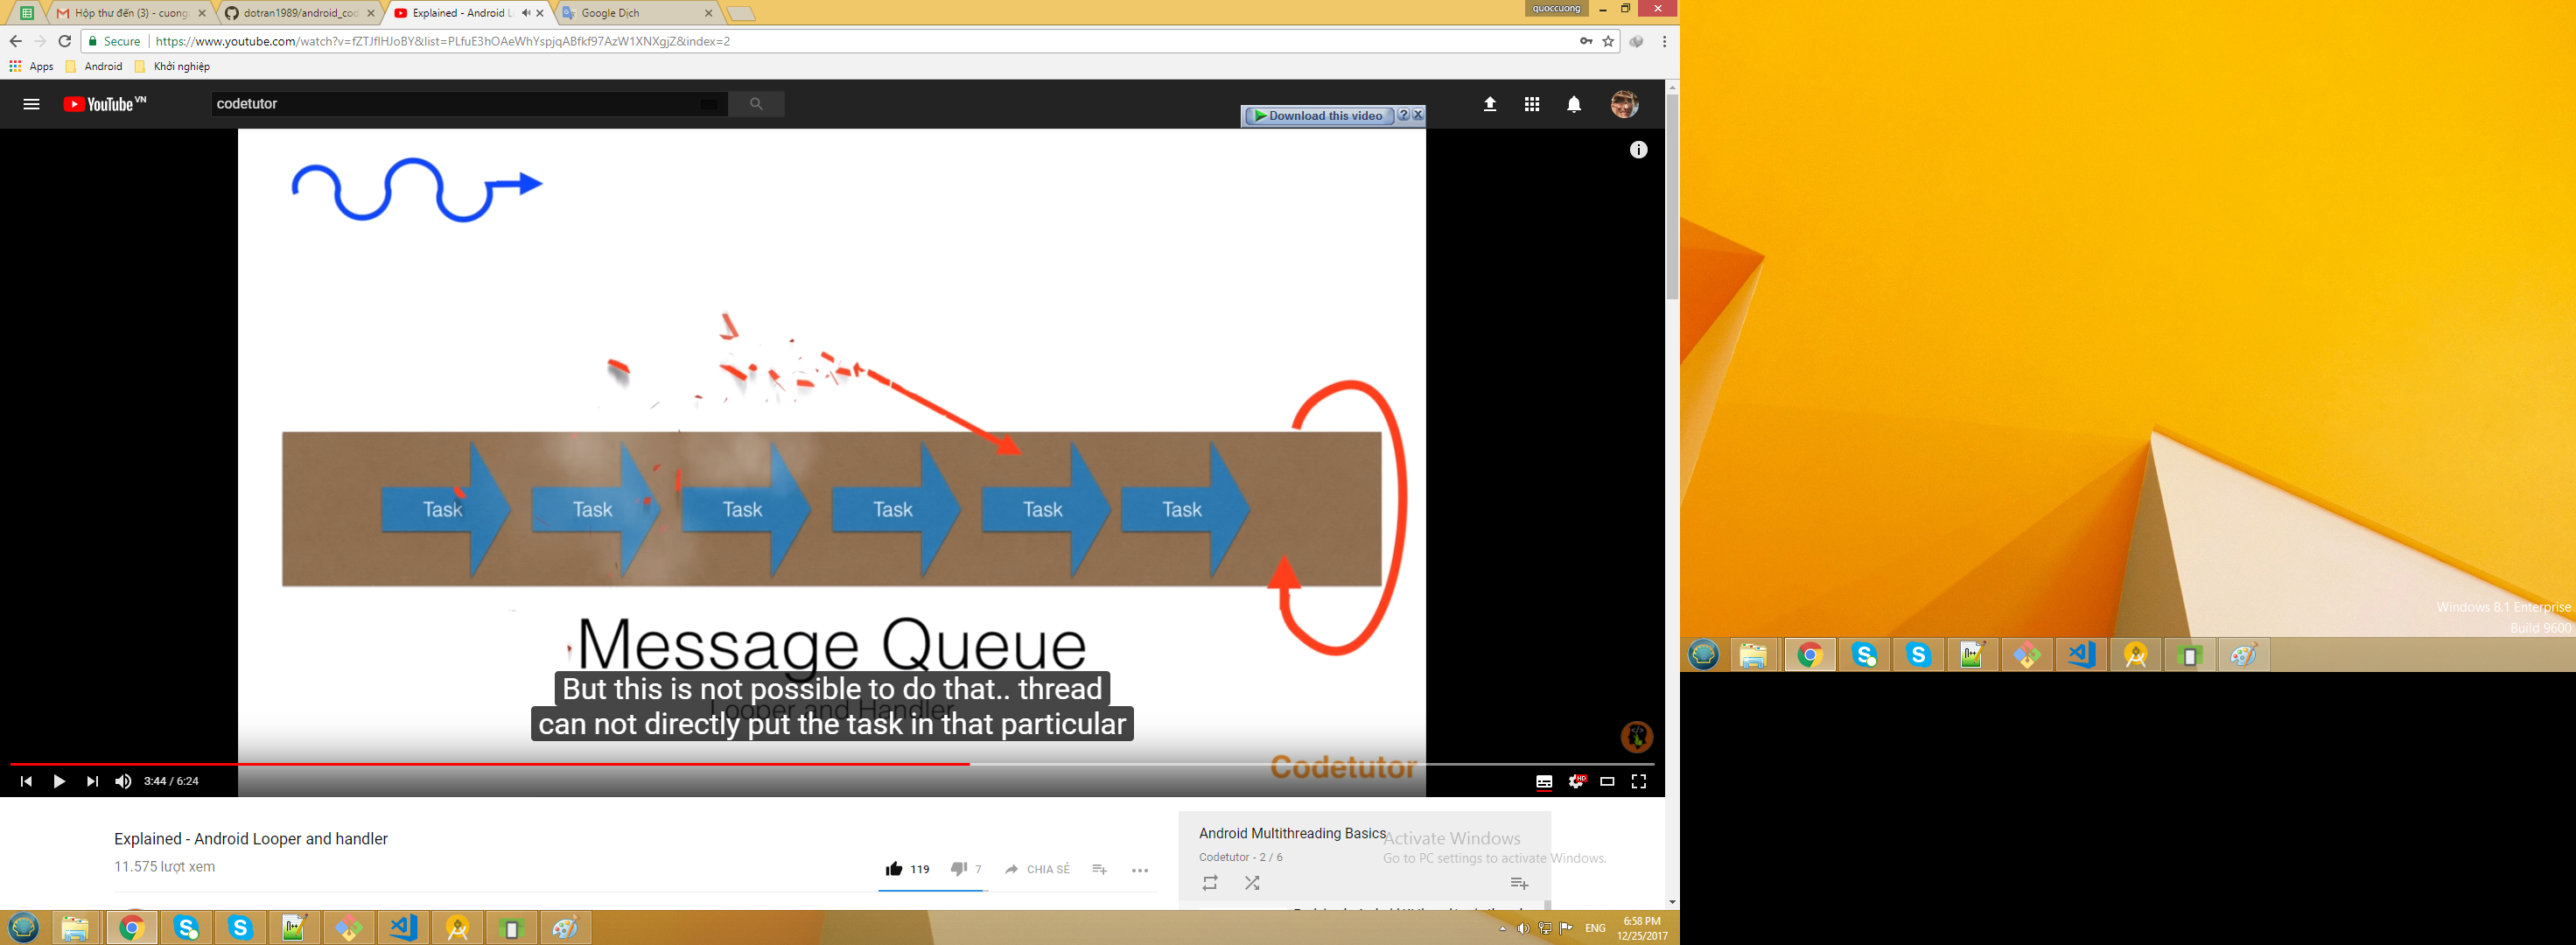 Hộp thư đến (3) - cuong
dotran1989/android_cod
Explained - Android L
Google Dịch
quoccuong
Secure
https://www.youtube.com/watch?v=fZTJfIHJoBY&list=PLfuE3hOAeWhYspjqABfkf97AzW1XNXgjZ&index=2
Apps
Android
Khởi nghiệp
YouTube VN
codetutor
Download this video
Task
Task
Task
Task
Task
Task
Message Queue
Looper and Handler
But this is not possible to do that.. thread
can not directly put the task in that particular
Codetutor
3:44 / 6:24
HD
Explained - Android Looper and handler
11.575 lượt xem
119
7
CHIA SẺ
Android Multithreading Basics
Codetutor - 2 / 6
Activate Windows
Go to PC settings to activate Windows.
ENG
6:58 PM
12/25/2017
Windows 8.1 Enterprise
Build 9600